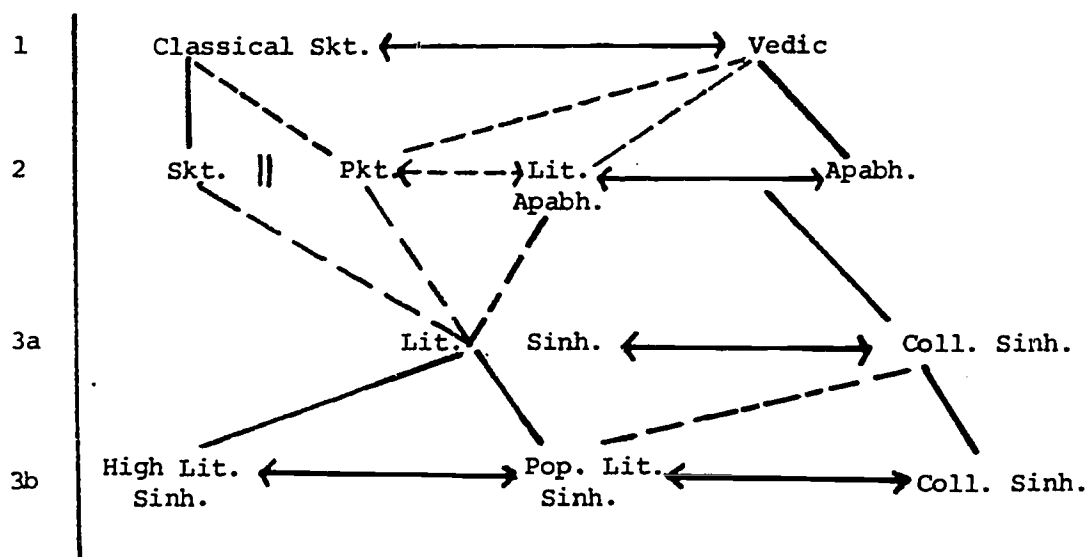 1 Classical Skt. Vedic
2 Skt. || Pkt. Lit. Apabh.
Apabh.
3a Lit. Sinh. Coll. Sinh.
3b High Lit. Pop. Lit. Coll. Sinh.
Sinh. Sinh.